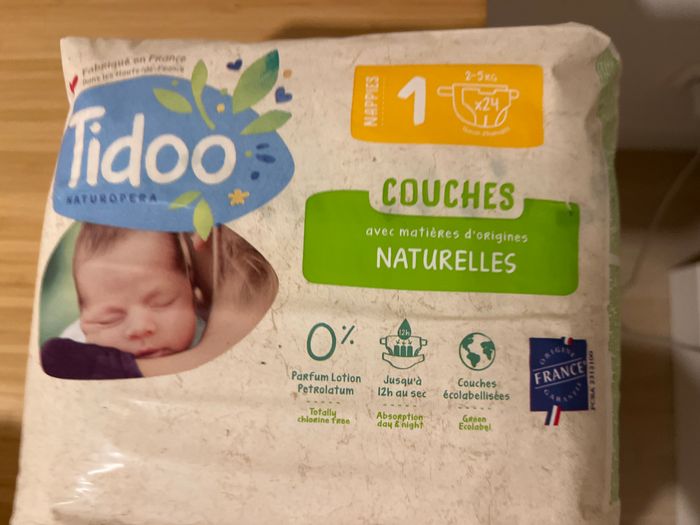 Fabriqué en France
Dans les Hauts-de-France
Tidoo
NATUROPERA
NAPPIES
1
2-5KG
x24
COUCHES
avec matières d'origines
NATURELLES
0%
Parfum Lotion
Petrolatum
Totally
chlorine free
12h
Jusqu'à
12h au sec
Absorption
day & night
Couches
écolabellisées
Green
Ecolabel
ORIGINE
FRANCE
GARANTIE